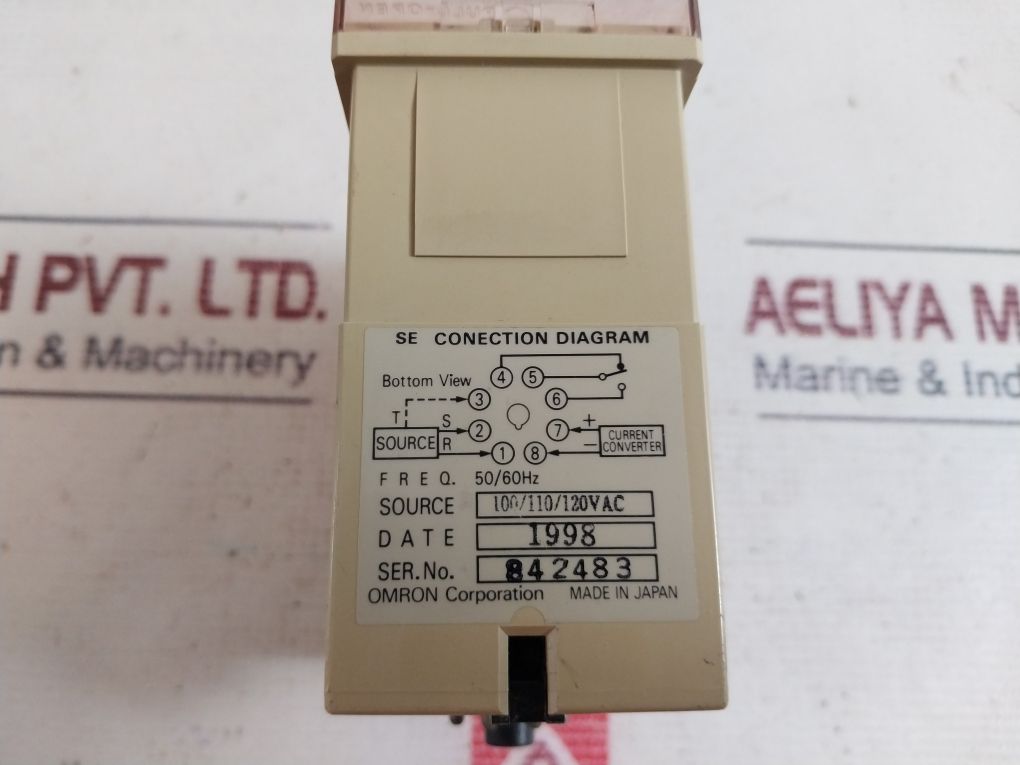 PULL-OPEN
H PVT. LTD.
n & Machinery
AELIYA M
Marine & Ind
SE CONECTION DIAGRAM
Bottom View
4 5
3 6
T S + 
SOURCE 2 7 CURRENT CONVERTER
R 1 8 −
F R E Q. 50/60Hz
SOURCE 100/110/120VAC
DATE 1998
SER.No. 842483
OMRON Corporation MADE IN JAPAN